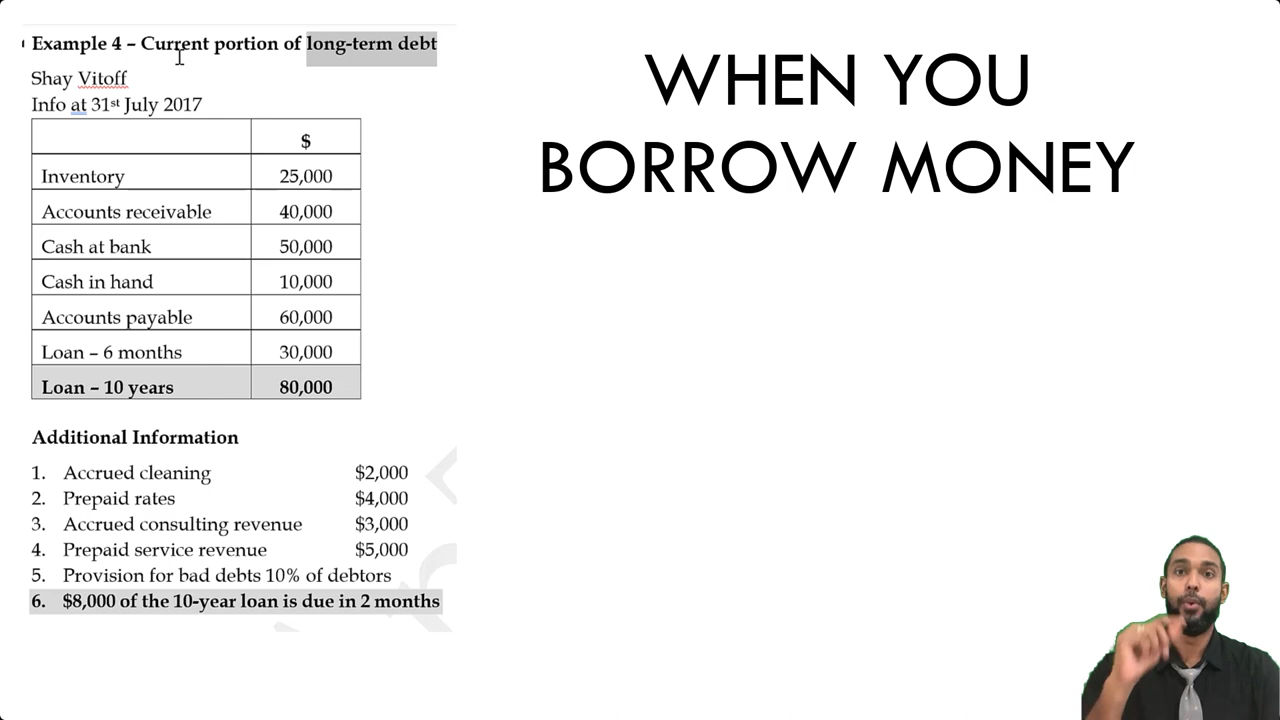 Example 4 – Current portion of long-term debt
Shay Vitoff
Info at 31st July 2017
$
Inventory 25,000
Accounts receivable 40,000
Cash at bank 50,000
Cash in hand 10,000
Accounts payable 60,000
Loan – 6 months 30,000
Loan – 10 years 80,000
Additional Information
1. Accrued cleaning $2,000
2. Prepaid rates $4,000
3. Accrued consulting revenue $3,000
4. Prepaid service revenue $5,000
5. Provision for bad debts 10% of debtors
6. $8,000 of the 10-year loan is due in 2 months
WHEN YOU
BORROW MONEY